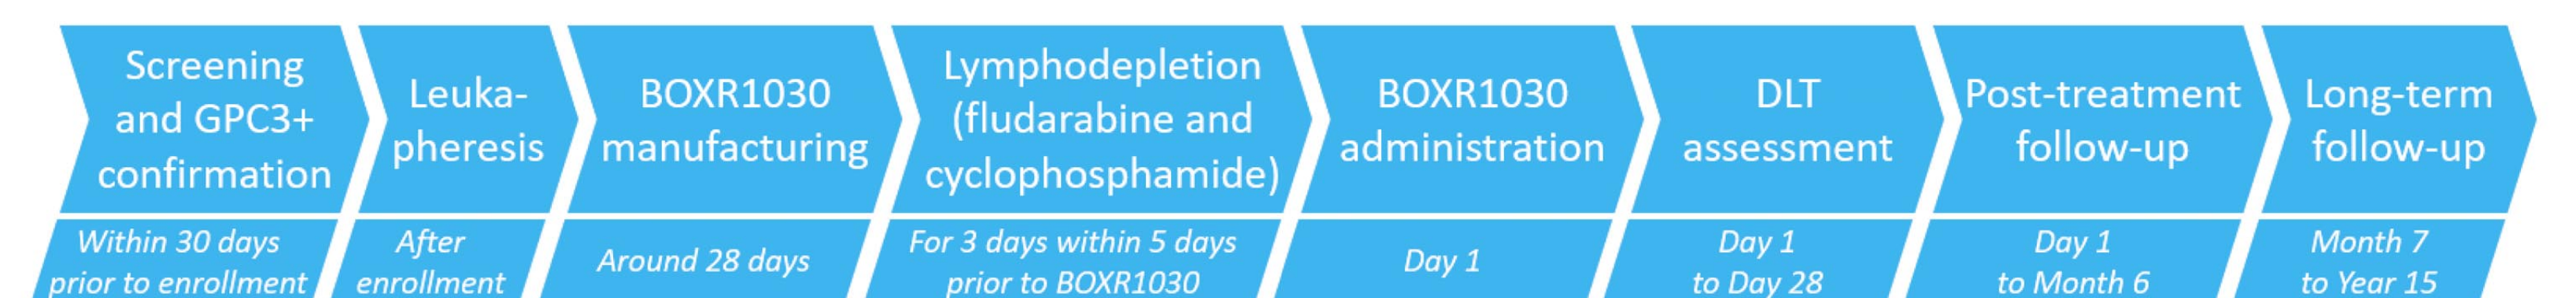 Screening
and GPC3+
confirmation
Within 30 days
prior to enrollment
Leuka-
pheresis
After
enrollment
BOXR1030
manufacturing
Around 28 days
Lymphodepletion
(fludarabine and
cyclophosphamide)
For 3 days within 5 days
prior to BOXR1030
BOXR1030
administration
Day 1
DLT
assessment
Day 1
to Day 28
Post-treatment
follow-up
Day 1
to Month 6
Long-term
follow-up
Month 7
to Year 15